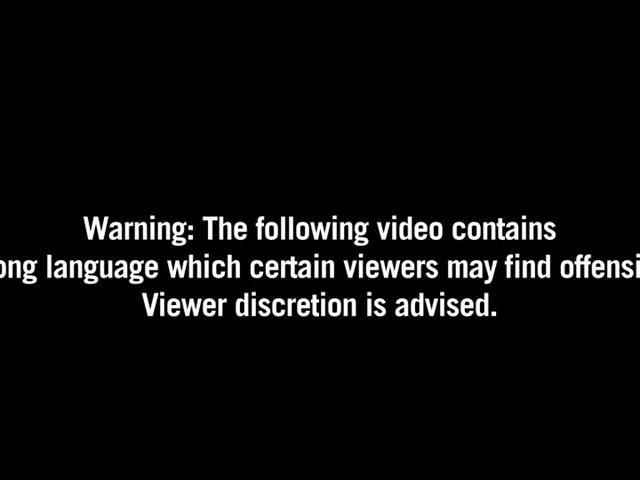 Warning: The following video contains
ong language which certain viewers may find offensi
Viewer discretion is advised.